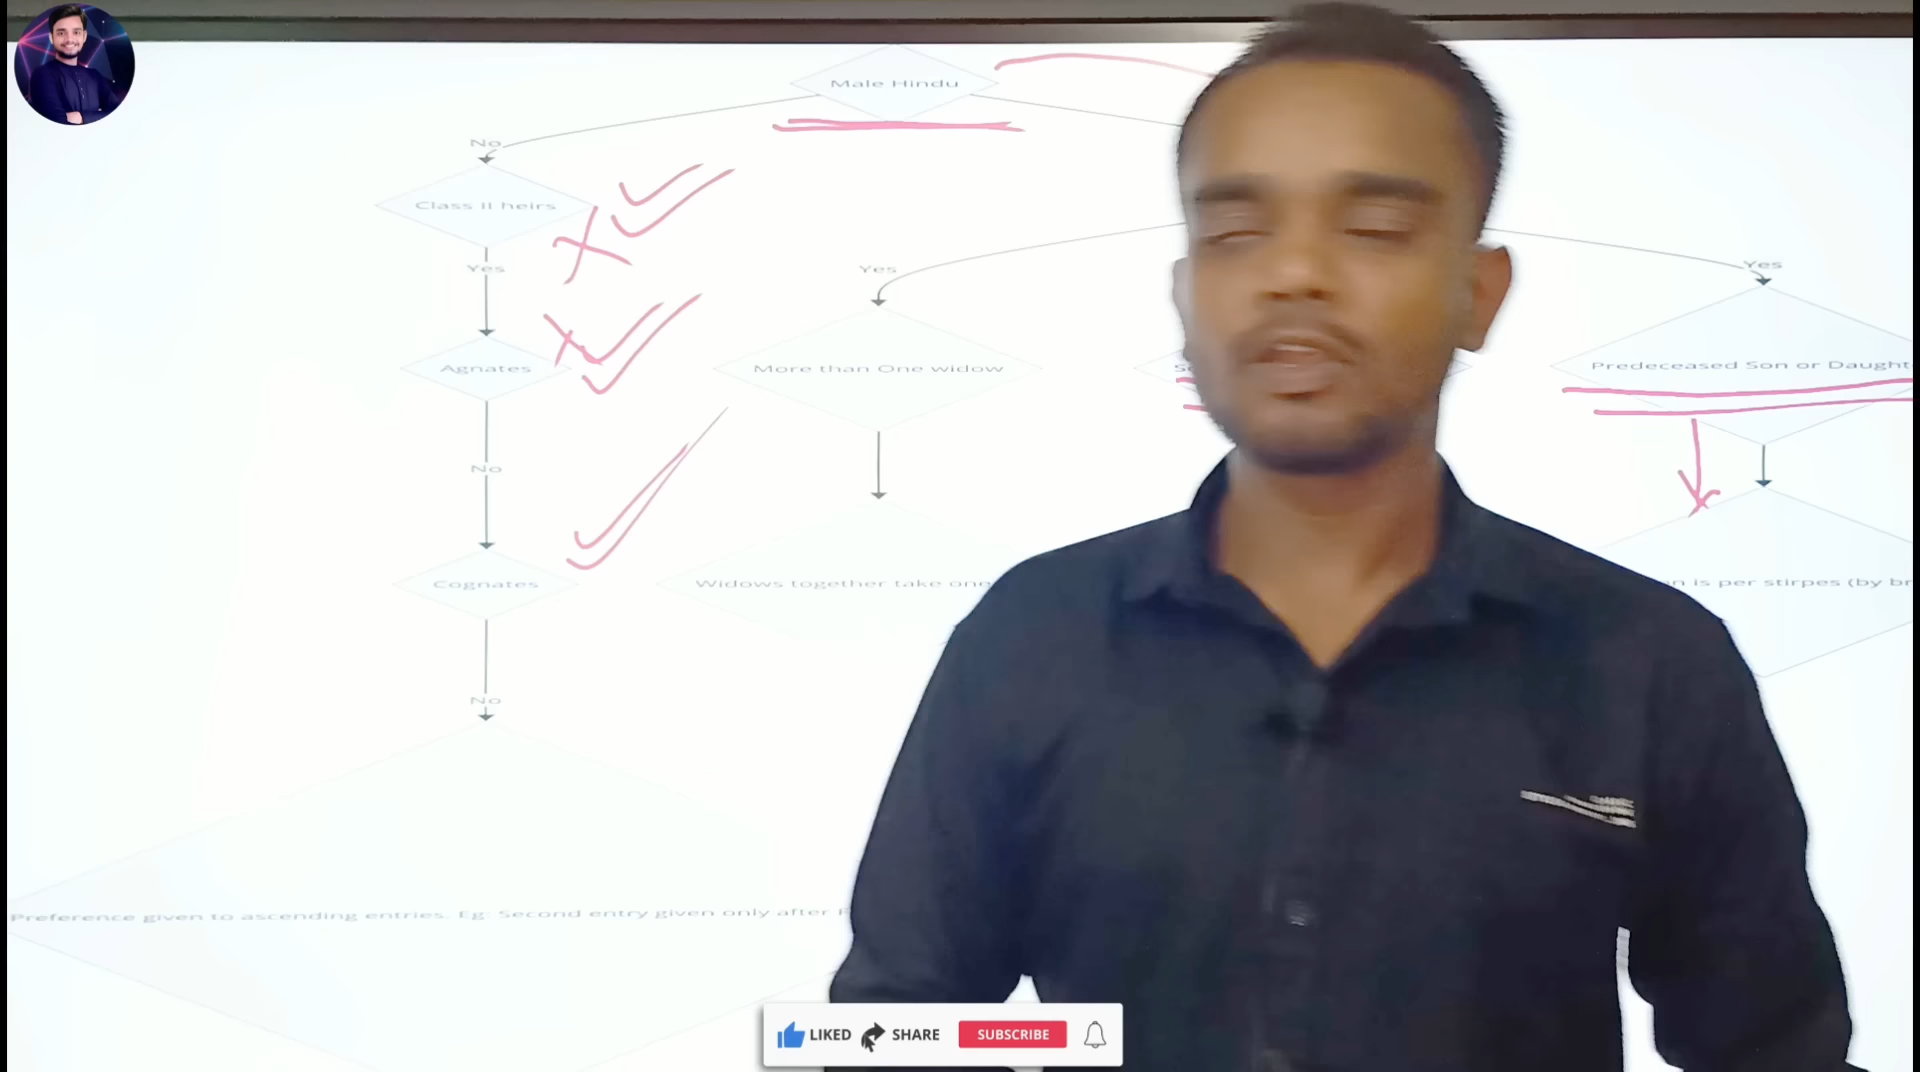 Male Hindu
No
Class II heirs
Yes
Yes
Yes
Agnates
More than One widow
Predeceased Son or Daught
No
Cognates
Widows together take one
n is per stirpes (by br
No
Preference given to ascending entries. Eg: Second entry given only after F
LIKED SHARE SUBSCRIBE